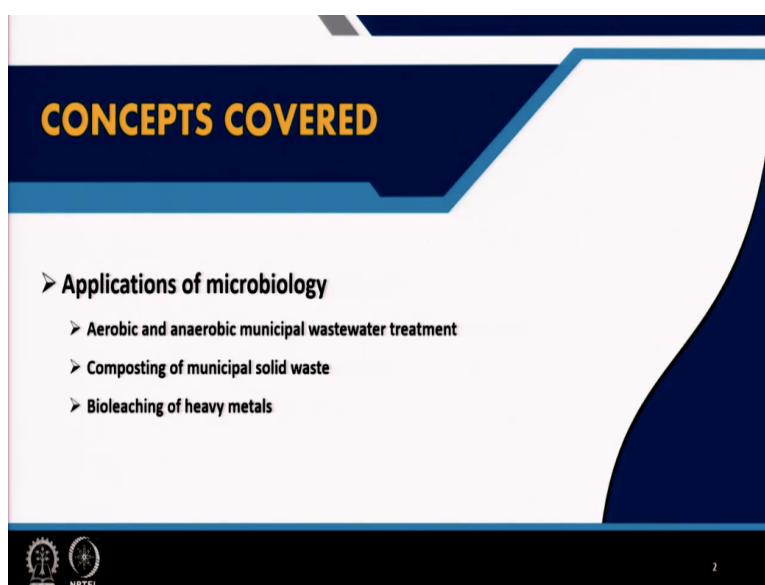 CONCEPTS COVERED
➢ Applications of microbiology
➢ Aerobic and anaerobic municipal wastewater treatment
➢ Composting of municipal solid waste
➢ Bioleaching of heavy metals
NPTEL
2